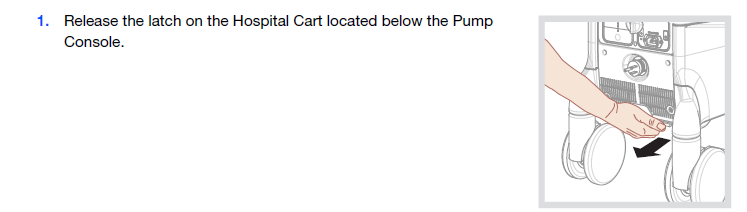 1. Release the latch on the Hospital Cart located below the Pump
Console.